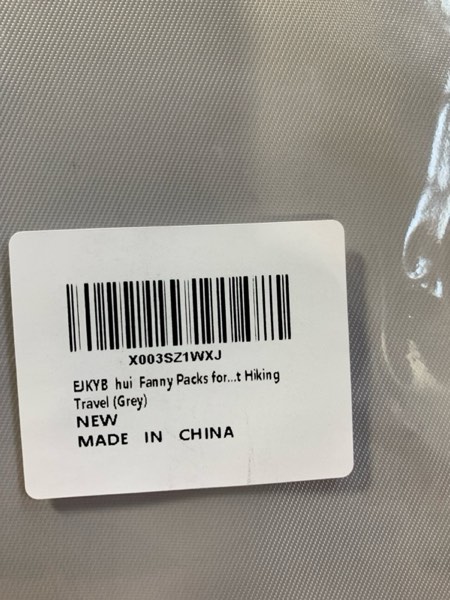 X003SZ1WXJ
EJKYB hui Fanny Packs for...t Hiking
Travel (Grey)
NEW
MADE IN CHINA